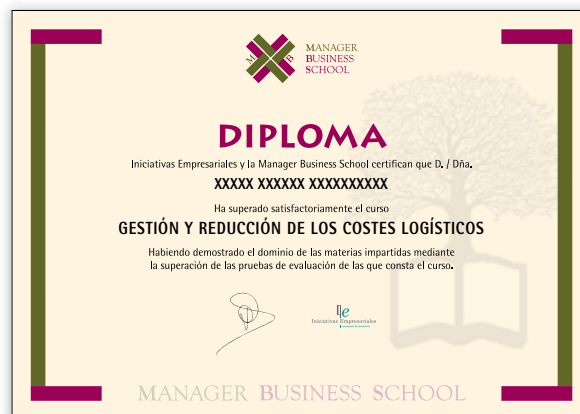 MANAGER
BUSINESS
SCHOOL
M B
DIPLOMA
Iniciativas Empresariales y la Manager Business School certifican que D. / Dña.
XXXXX XXXXXX XXXXXXXXXX
Ha superado satisfactoriamente el curso
GESTIÓN Y REDUCCIÓN DE LOS COSTES LOGÍSTICOS
Habiendo demostrado el dominio de las materias impartidas mediante
la superación de las pruebas de evaluación de las que consta el curso.
Iniciativas Empresariales
MANAGER BUSINESS SCHOOL